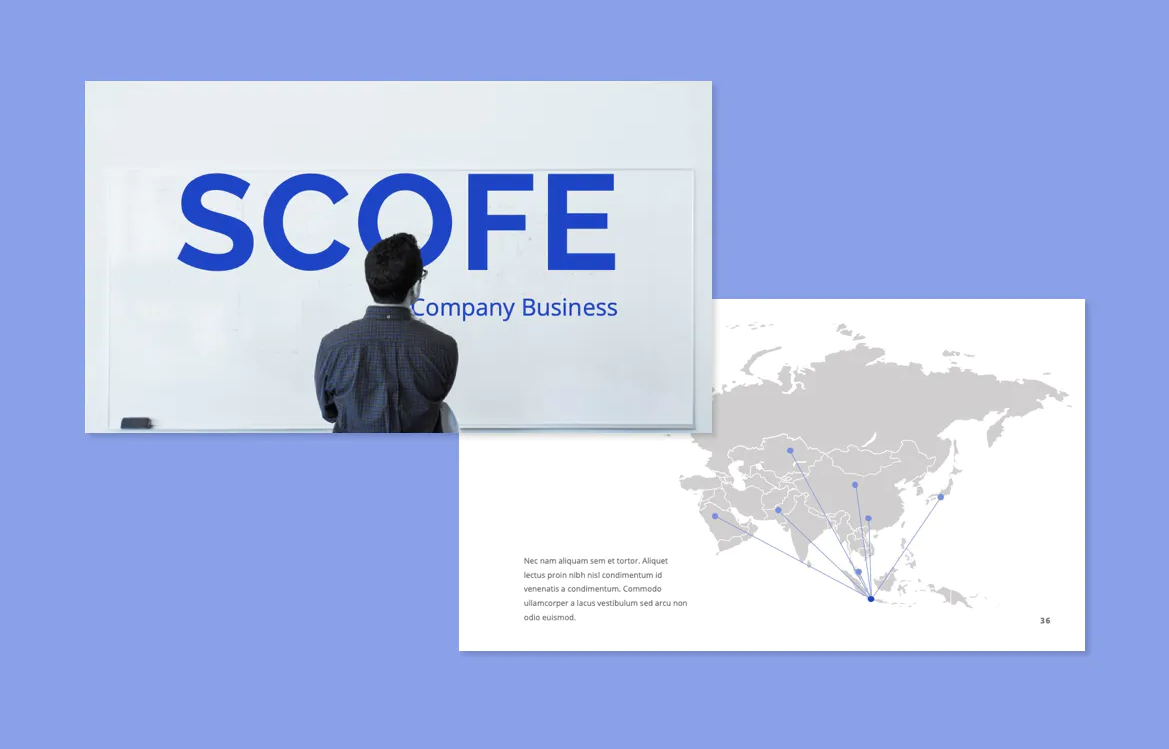 SCOFE
Company Business
Nec nam aliquam sem et tortor. Aliquet
lectus proin nibh nisl condimentum id
venenatis a condimentum. Commodo
ullamcorper a lacus vestibulum sed arcu non
odio euismod.
36